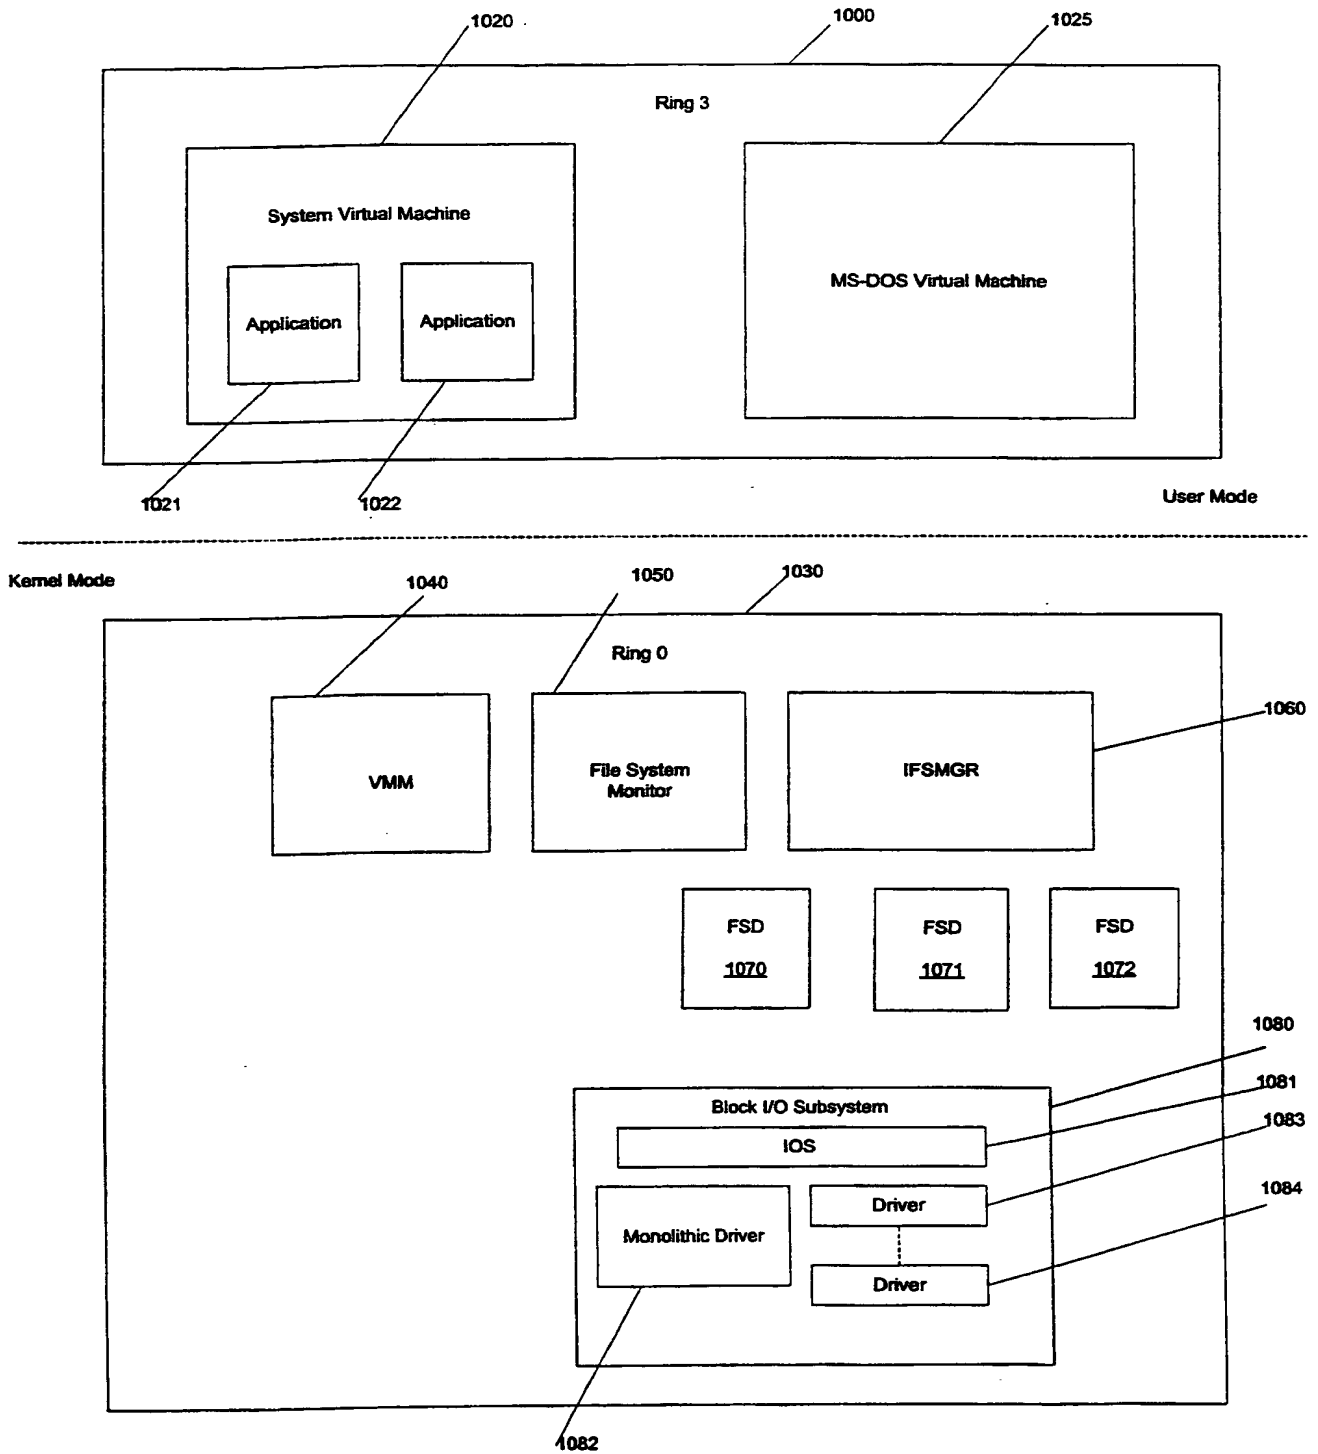 1020
1000
1025
Ring 3
System Virtual Machine
MS-DOS Virtual Machine
Application
Application
1021
1022
User Mode
Kernel Mode
1040
1050
1030
Ring 0
1060
VMM
File System
Monitor
IFSMGR
FSD
1070
FSD
1071
FSD
1072
1080
1081
Block I/O Subsystem
1083
IOS
1084
Driver
Monolithic Driver
Driver
1082